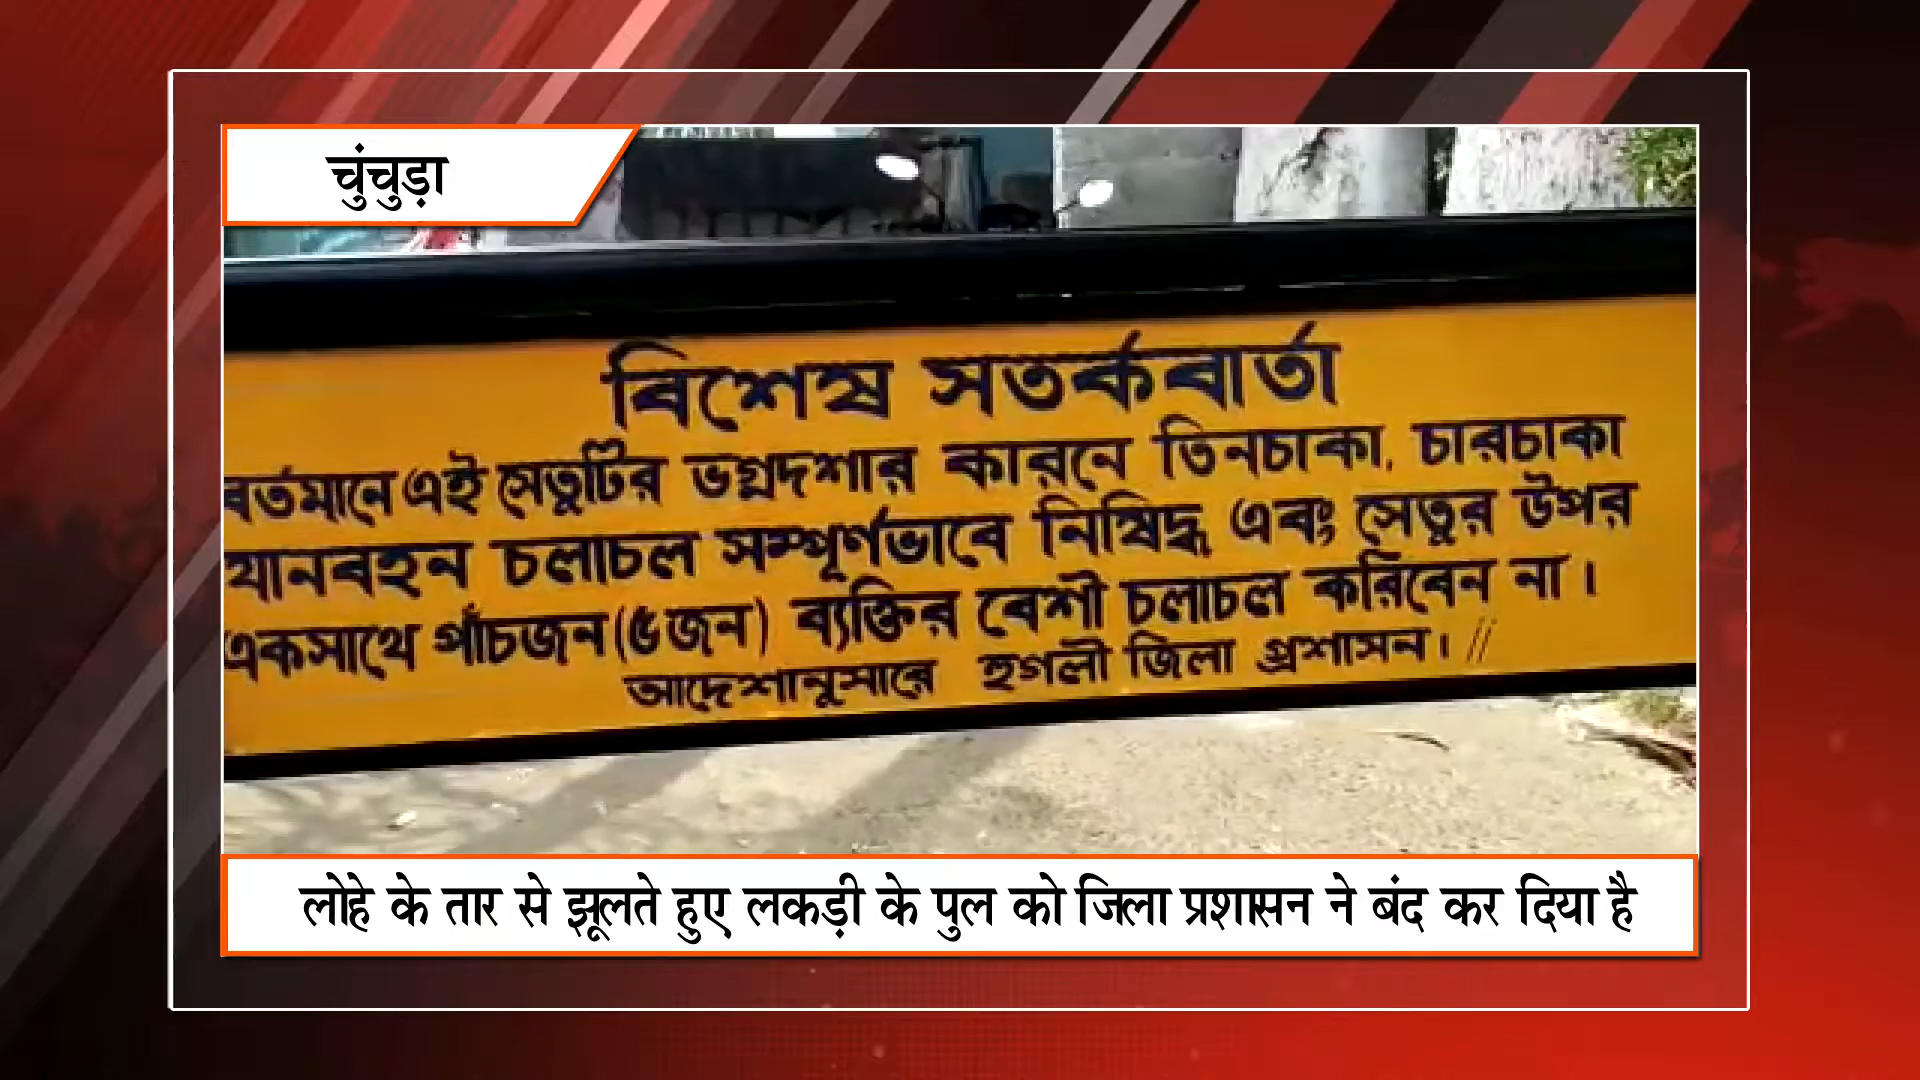 चुंचुड़ा
বিশেষ সতর্কবার্তা
বর্তমানে এই সেতুটির ভগ্নদশার কারনে তিনচাকা, চারচাকা
যানবহন চলাচল সম্পূর্ণভাবে নিষিদ্ধ এবং সেতুর উপর
একসাথে পাঁচজন (৫জন) ব্যক্তির বেশী চলাচল করিবেন না।
আদেশানুসারে হুগলী জিলা প্রশাসন। //
लोहे के तार से झूलते हुए लकड़ी के पुल को जिला प्रशासन ने बंद कर दिया है